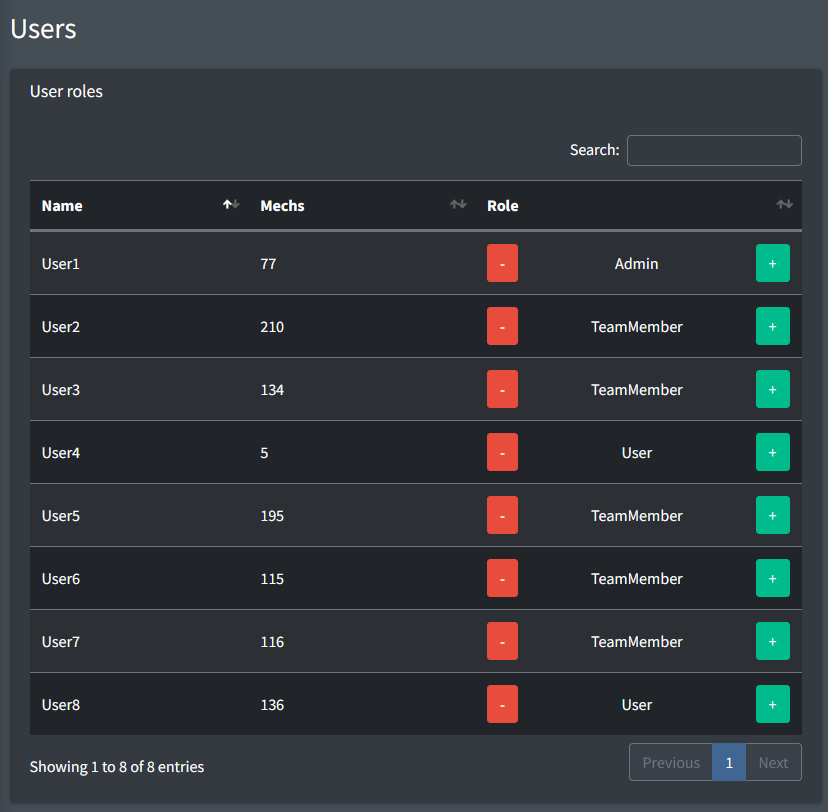 Users
User roles
Search:
Name Mechs Role
User1 77 - Admin +
User2 210 - TeamMember +
User3 134 - TeamMember +
User4 5 - User +
User5 195 - TeamMember +
User6 115 - TeamMember +
User7 116 - TeamMember +
User8 136 - User +
Showing 1 to 8 of 8 entries Previous 1 Next